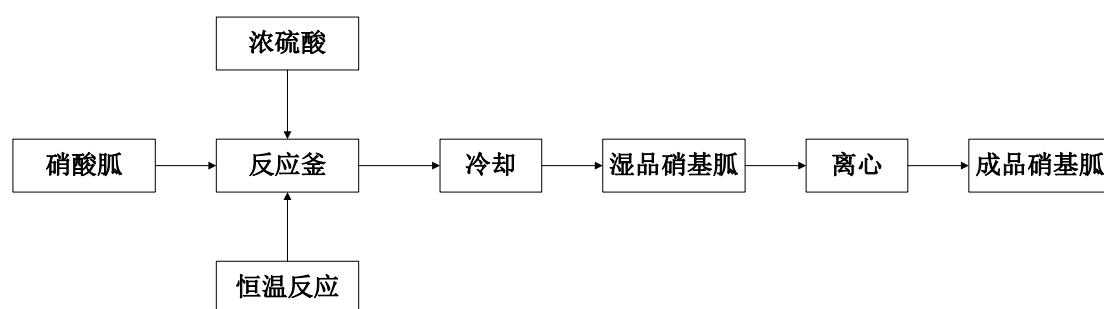 浓硫酸
硝酸胍
反应釜
冷却
湿品硝基胍
离心
成品硝基胍
恒温反应